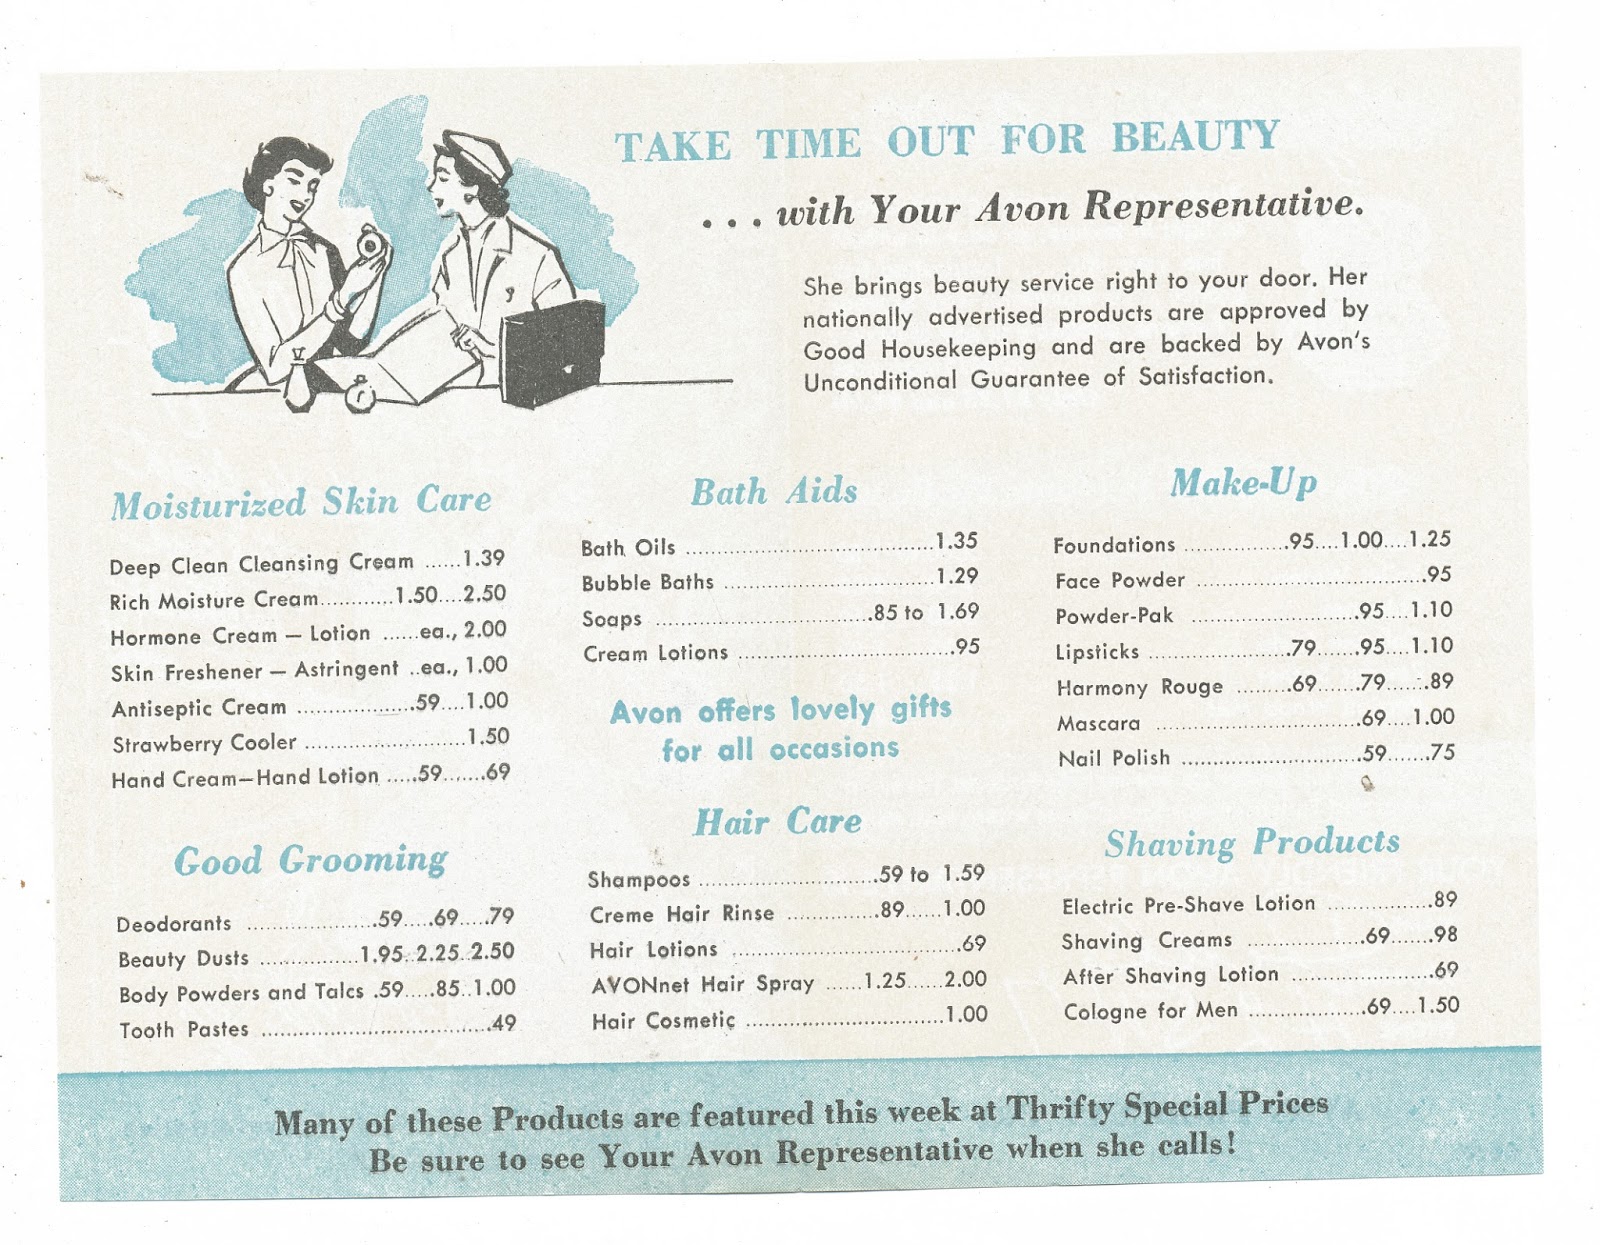 TAKE TIME OUT FOR BEAUTY
. . . with Your Avon Representative.
She brings beauty service right to your door. Her
nationally advertised products are approved by
Good Housekeeping and are backed by Avon's
Unconditional Guarantee of Satisfaction.
Moisturized Skin Care
Deep Clean Cleansing Cream ......1.39
Rich Moisture Cream............1.50....2.50
Hormone Cream — Lotion ......ea., 2.00
Skin Freshener — Astringent ..ea., 1.00
Antiseptic Cream ..................59....1.00
Strawberry Cooler ...........................1.50
Hand Cream—Hand Lotion .....59.......69
Good Grooming
Deodorants ....................59.....69.....79
Beauty Dusts ...............1.95..2.25..2.50
Body Powders and Talcs .59.....85..1.00
Tooth Pastes .....................................49
Bath Aids
Bath Oils ......................................1.35
Bubble Baths .................................1.29
Soaps ..................................85 to 1.69
Cream Lotions ...................................95
Avon offers lovely gifts
for all occasions
Hair Care
Shampoos .............................59 to 1.59
Creme Hair Rinse ...............89......1.00
Hair Lotions .....................................69
AVONnet Hair Spray ......1.25......2.00
Hair Cosmetic ................................1.00
Make-Up
Foundations .................95....1.00....1.25
Face Powder .....................................95
Powder-Pak ...........................95....1.10
Lipsticks .......................79.......95....1.10
Harmony Rouge .........69.......79.......89
Mascara .................................69....1.00
Nail Polish .............................59.......75
Shaving Products
Electric Pre-Shave Lotion .................89
Shaving Creams ...................69.......98
After Shaving Lotion .......................69
Cologne for Men ...................69....1.50
Many of these Products are featured this week at Thrifty Special Prices
Be sure to see Your Avon Representative when she calls!